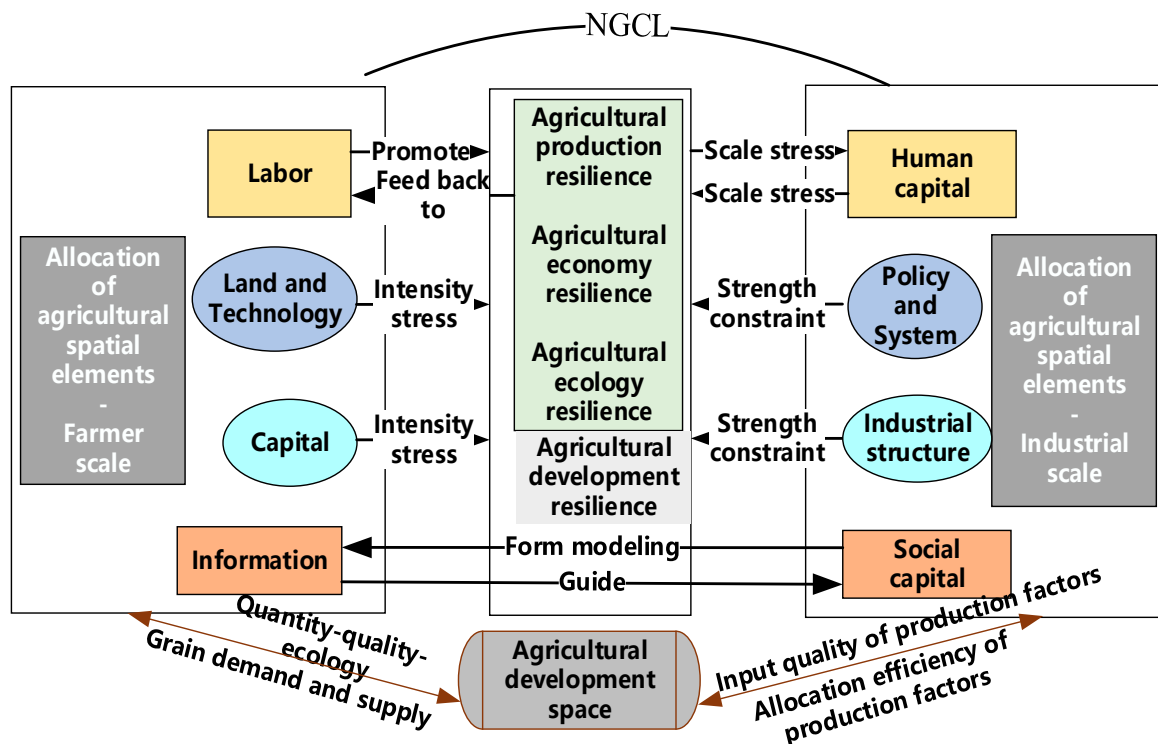 NGCL
Allocation
of
agricultural
spatial
elements
-
Farmer
scale
Labor
Land and
Technology
Capital
Information
Promote
Feed back
to
Intensity
stress
Intensity
stress
Agricultural
production
resilience
Agricultural
economy
resilience
Agricultural
ecology
resilience
Agricultural
development
resilience
Scale stress
Scale stress
Strength
constraint
Strength
constraint
Form modeling
Guide
Human
capital
Policy
and
System
Industrial
structure
Social
capital
Allocation
of
agricultural
spatial
elements
-
Industrial
scale
Quantity-quality-
ecology
Grain demand and supply
Agricultural
development
space
Input quality of production factors
Allocation efficiency of
production factors